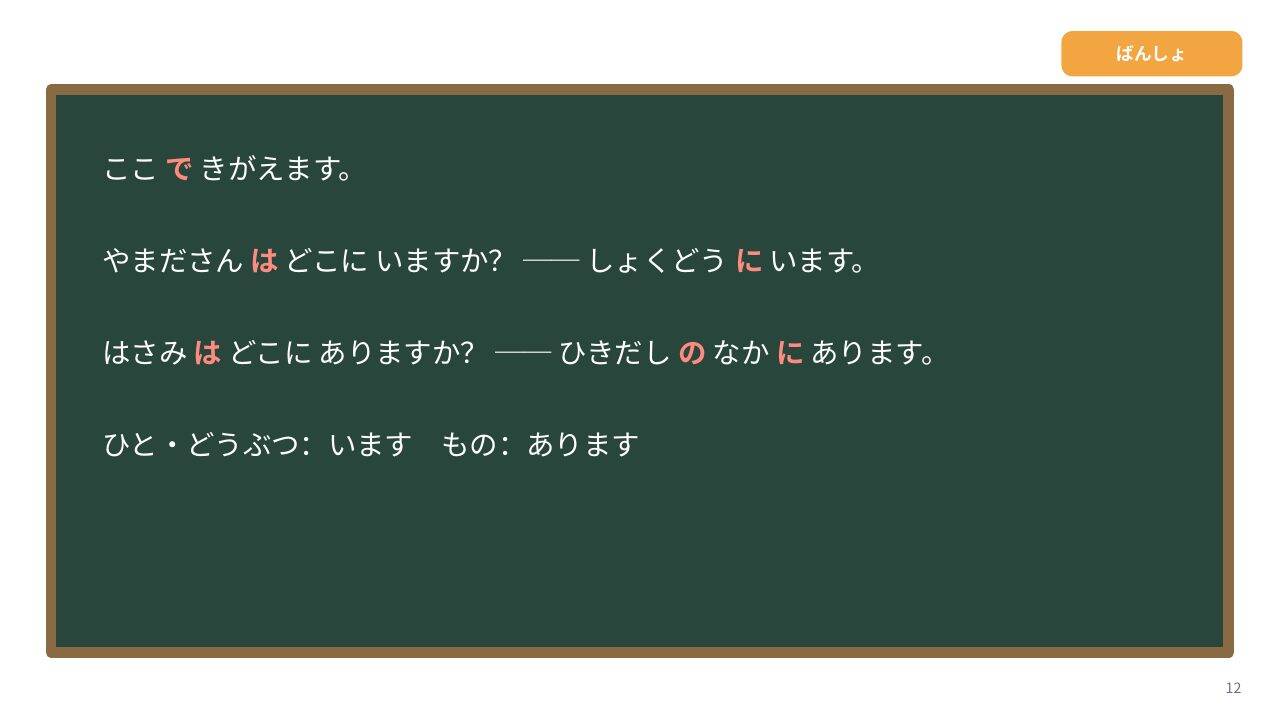 ばんしょ
ここ で きがえます。
やまださん は どこに いますか？ ── しょくどう に います。
はさみ は どこに ありますか？ ── ひきだし の なか に あります。
ひと・どうぶつ： います　もの： あります
12